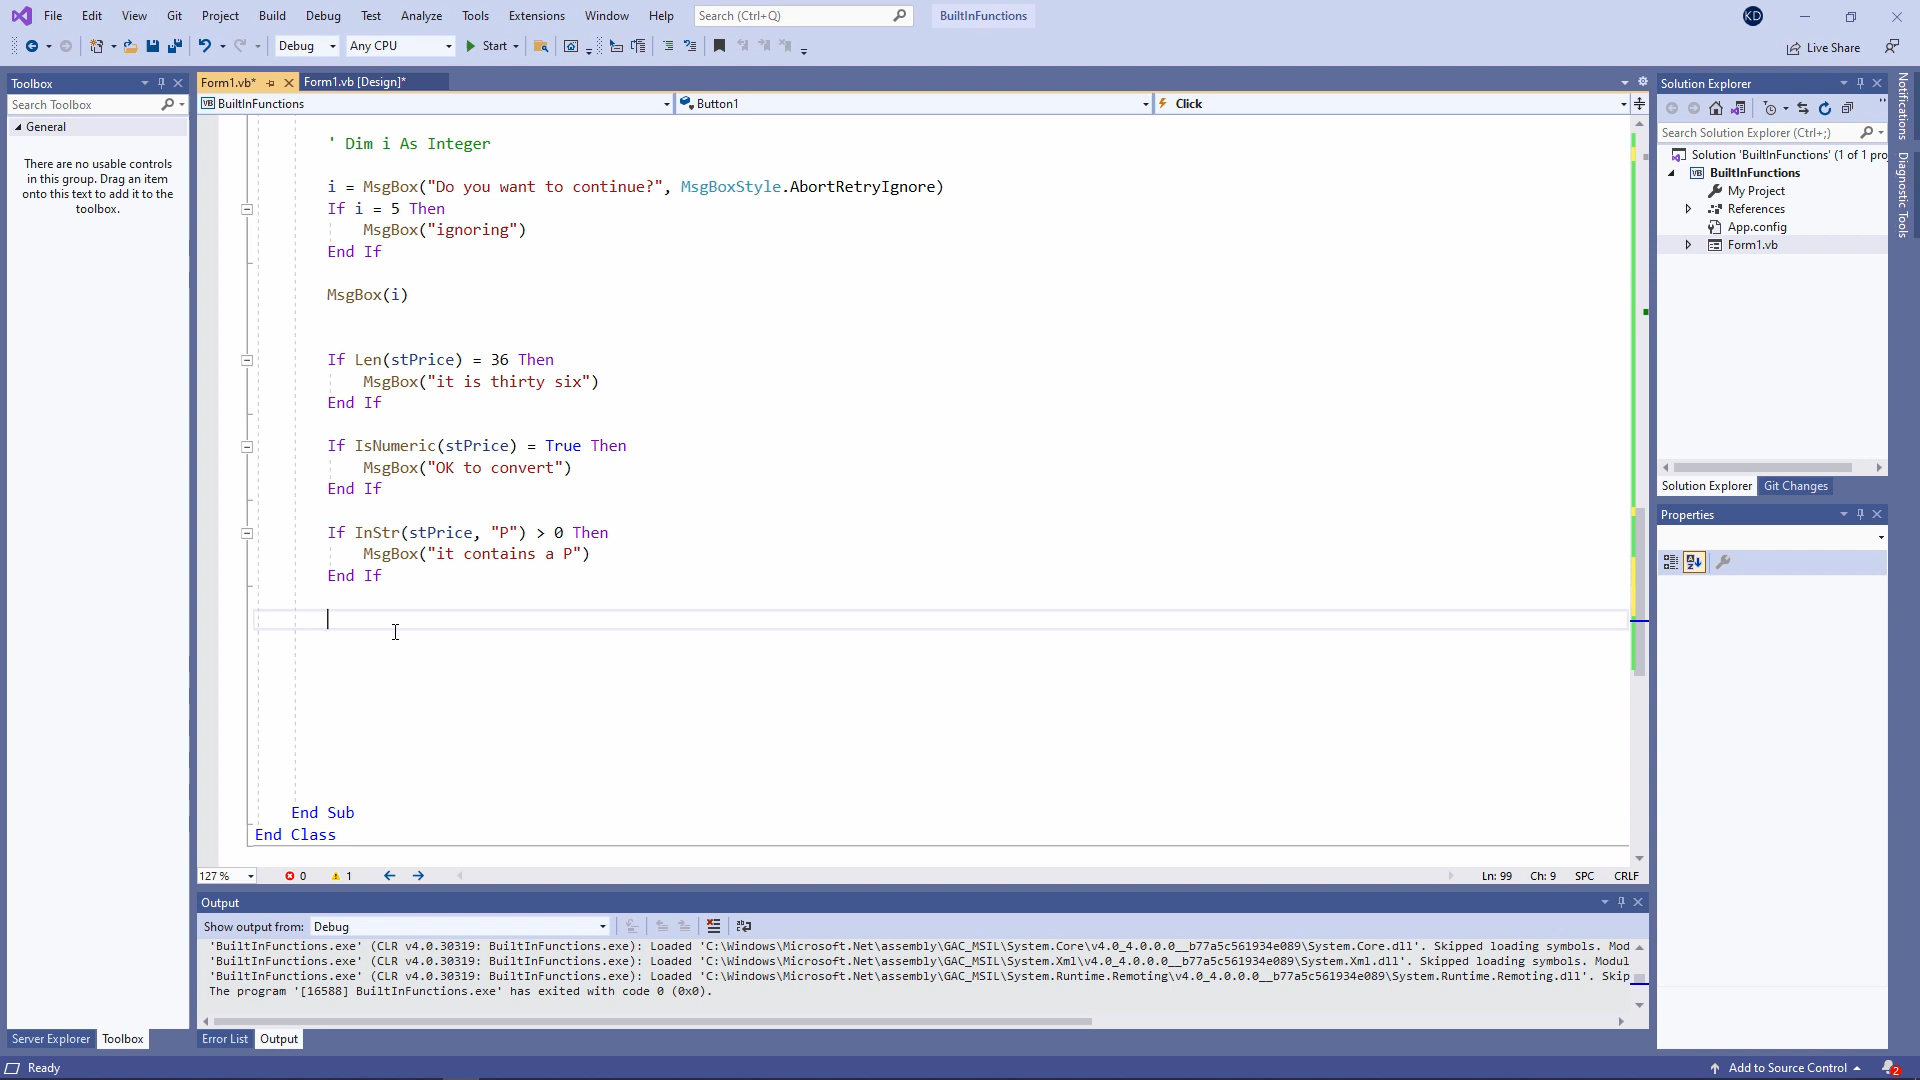 File Edit View Git Project Build Debug Test Analyze Tools Extensions Window Help Search (Ctrl+Q) BuiltInFunctions KD
Debug Any CPU Start Live Share
Toolbox
Search Toolbox
General
There are no usable controls
in this group. Drag an item
onto this text to add it to the
toolbox.
Form1.vb* Form1.vb [Design]*
VB BuiltInFunctions Button1 Click
' Dim i As Integer
i = MsgBox("Do you want to continue?", MsgBoxStyle.AbortRetryIgnore)
If i = 5 Then
MsgBox("ignoring")
End If
MsgBox(i)
If Len(stPrice) = 36 Then
MsgBox("it is thirty six")
End If
If IsNumeric(stPrice) = True Then
MsgBox("OK to convert")
End If
If InStr(stPrice, "P") > 0 Then
MsgBox("it contains a P")
End If
End Sub
End Class
127 % 0 1 Ln: 99 Ch: 9 SPC CRLF
Output
Show output from: Debug
'BuiltInFunctions.exe' (CLR v4.0.30319: BuiltInFunctions.exe): Loaded 'C:\Windows\Microsoft.Net\assembly\GAC_MSIL\System.Core\v4.0_4.0.0.0__b77a5c561934e089\System.Core.dll'. Skipped loading symbols. Mod
'BuiltInFunctions.exe' (CLR v4.0.30319: BuiltInFunctions.exe): Loaded 'C:\Windows\Microsoft.Net\assembly\GAC_MSIL\System.Xml\v4.0_4.0.0.0__b77a5c561934e089\System.Xml.dll'. Skipped loading symbols. Modul
'BuiltInFunctions.exe' (CLR v4.0.30319: BuiltInFunctions.exe): Loaded 'C:\Windows\Microsoft.Net\assembly\GAC_MSIL\System.Runtime.Remoting\v4.0_4.0.0.0__b77a5c561934e089\System.Runtime.Remoting.dll'. Skip
The program '[16588] BuiltInFunctions.exe' has exited with code 0 (0x0).
Server Explorer Toolbox
Error List Output
Solution Explorer
Search Solution Explorer (Ctrl+;)
Solution 'BuiltInFunctions' (1 of 1 proj
VB BuiltInFunctions
My Project
References
App.config
Form1.vb
Solution Explorer Git Changes
Properties
Notifications
Diagnostic Tools
Ready Add to Source Control 2